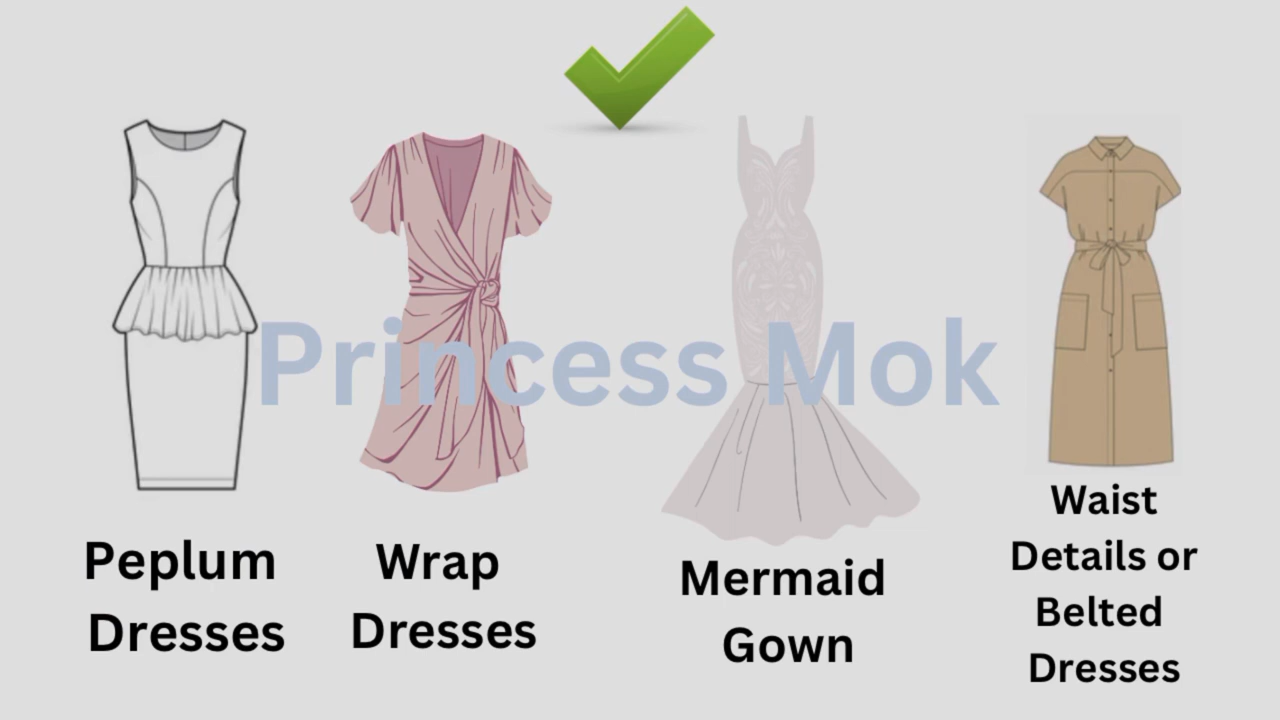 Princess Mok
Peplum
Dresses
Wrap
Dresses
Mermaid
Gown
Waist
Details or
Belted
Dresses